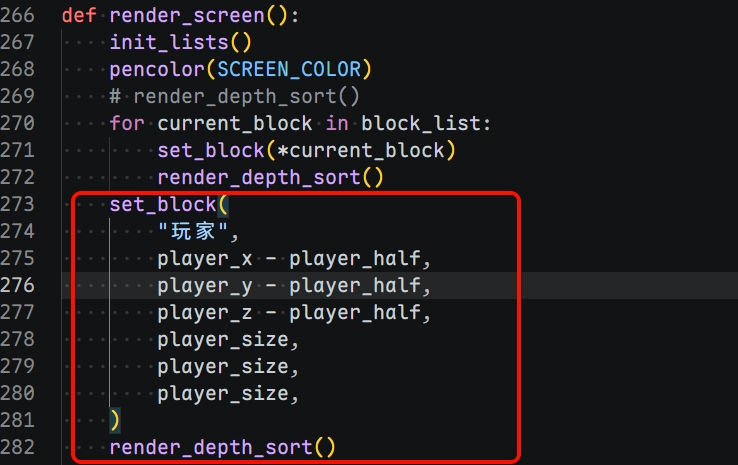 266 def render_screen():
267 init_lists()
268 pencolor(SCREEN_COLOR)
269 # render_depth_sort()
270 for current_block in block_list:
271 set_block(*current_block)
272 render_depth_sort()
273 set_block(
274 "玩家",
275 player_x - player_half,
276 player_y - player_half,
277 player_z - player_half,
278 player_size,
279 player_size,
280 player_size,
281 )
282 render_depth_sort()